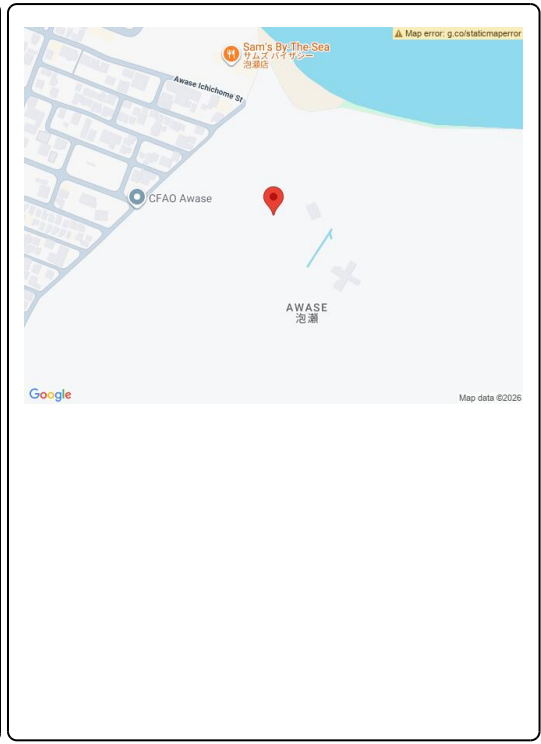 Map error: g.co/staticmaperror
Sam's By The Sea
サムズ バイザシー
泡瀬店
Awase Ichichome St
CFAO Awase
AWASE
泡瀬
Google
Map data ©2026